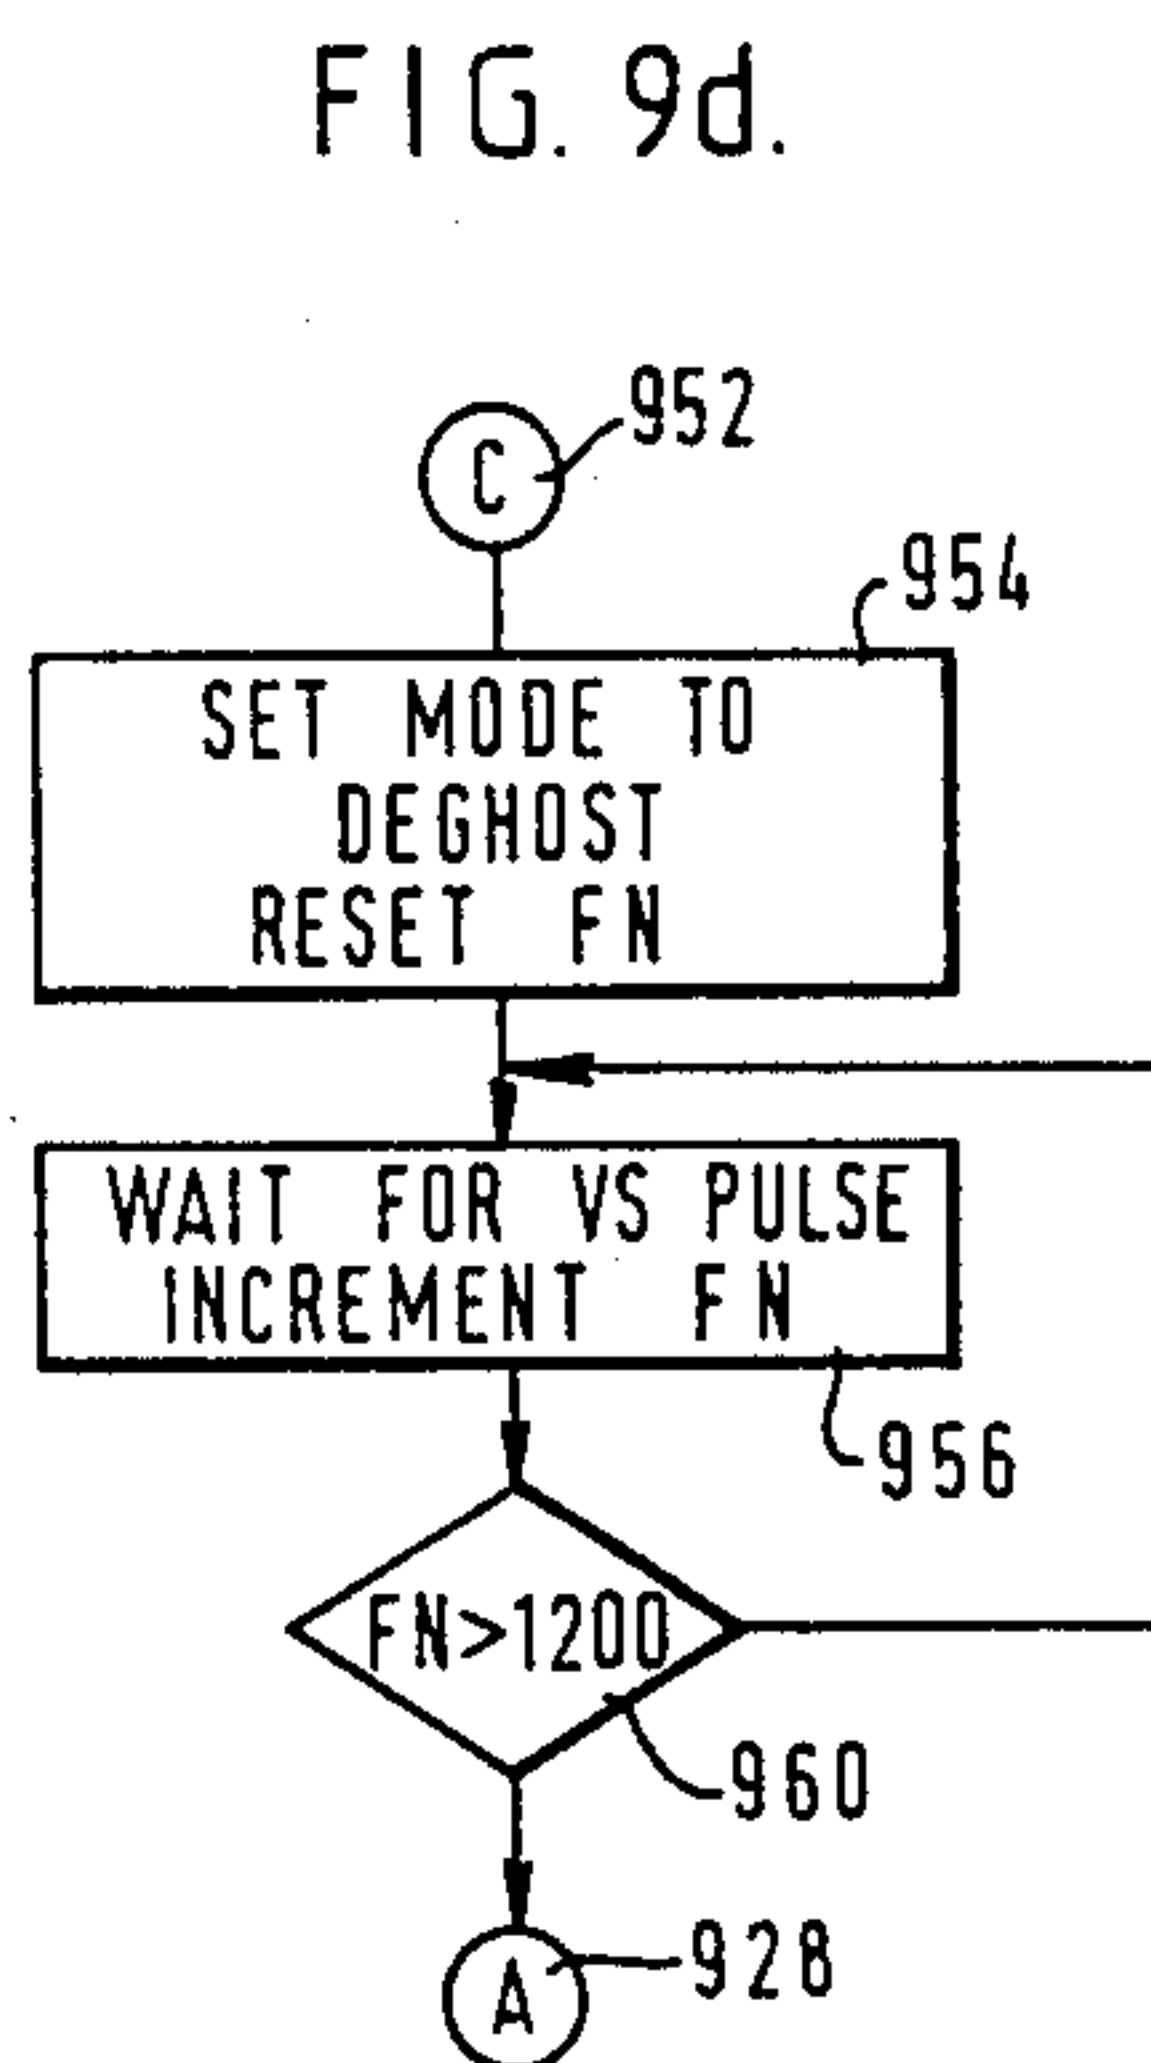 FIG. 9d.
C
952
954
SET MODE TO
DEGHOST
RESET FN
WAIT FOR VS PULSE
INCREMENT FN
956
FN>1200
960
A
928